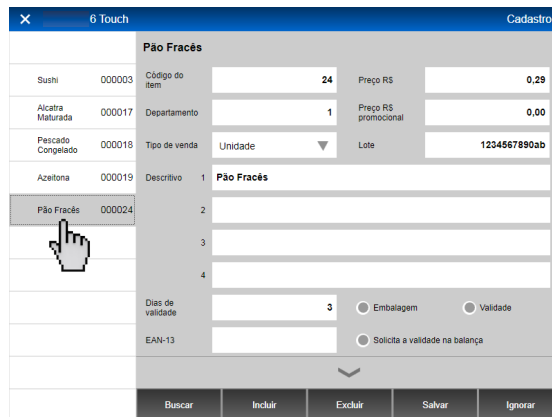 6 Touch
Cadastro
Pão Fracês
Sushi 000003
Alcatra
Maturada 000017
Pescado
Congelado 000018
Azeitona 000019
Pão Fracês 000024
Código do
item 24
Preço R$ 0,29
Departamento 1
Preço R$
promocional 0,00
Tipo de venda Unidade
Lote 1234567890ab
Descritivo 1 Pão Fracês
2
3
4
Dias de
validade 3
Embalagem
Validade
EAN-13
Solicita a validade na balança
Buscar Incluir Excluir Salvar Ignorar